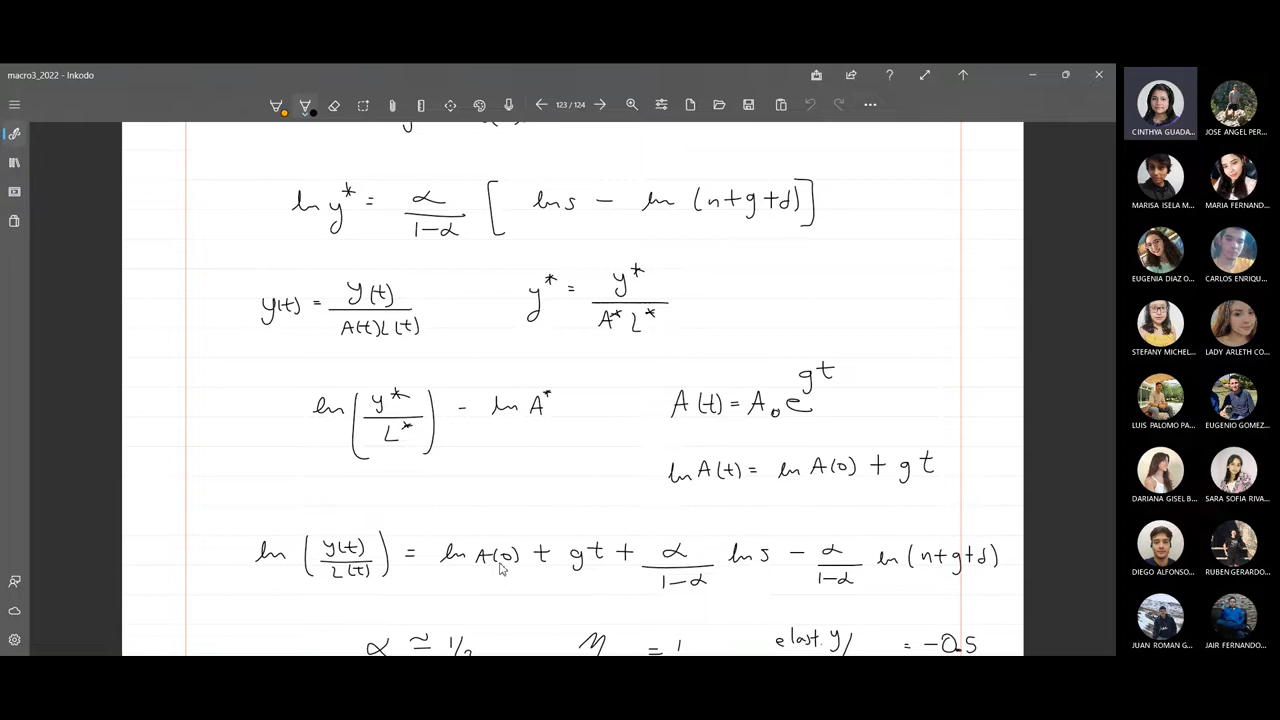 macro3_2022 - Inkodo
123 / 124
ln y* = α/(1-α) [ ln s - ln (n+g+d) ]
y(t) = Y(t)/(A(t)L(t)) y* = Y*/(A* L*)
ln (Y*/L*) - ln A* A(t) = A₀ e^{gt}
ln A(t) = ln A(0) + gt
ln (Y(t)/L(t)) = ln A(0) + gt + α/(1-α) ln s - α/(1-α) ln (n+g+d)
elast. y/ = -0.5
CINTHYA GUADA...
JOSE ANGEL PER...
MARISA ISELA M...
MARIA FERNAND...
EUGENIA DIAZ O...
CARLOS ENRIQU...
STEFANY MICHEL...
LADY ARLETH CO...
LUIS PALOMO PA...
EUGENIO GOMEZ...
DARIANA GISEL B...
SARA SOFIA RIVA...
DIEGO ALFONSO...
RUBEN GERARDO...
JUAN ROMAN G...
JAIR FERNANDO...